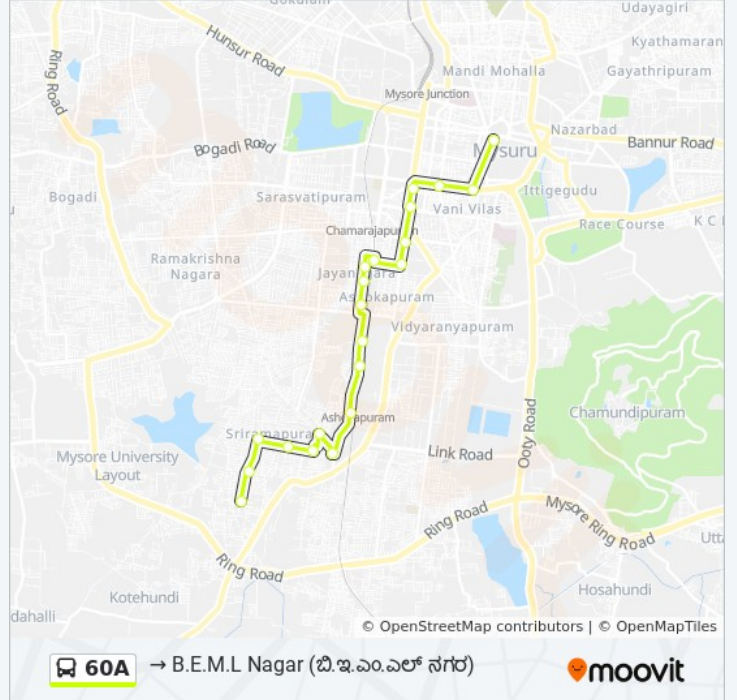 Gokulam
Udayagiri
Hunsur Road
Kyathamaran
Ring Road
Mandi Mohalla
Gayathripuram
Mysore Junction
Nazarbad
Bannur Road
Bogadi Road
Mysuru
Bogadi
Sarasvatipuram
Ittigegudu
Vani Vilas
Race Course
K C
Chamarajapuram
Ramakrishna
Nagara
Jayanagara
Ashokapuram
Vidyaranyapuram
Chamundipuram
Ashokapuram
Ooty Road
Srirampura
Link Road
Mysore University
Layout
Ring Road
Mysore Ring Road
Utt
Ring Road
Hosahundi
Kotehundi
dahalli
© OpenStreetMap contributors | © OpenMapTiles
60A → B.E.M.L Nagar (ಬಿ.ಇ.ಎಂ.ಎಲ್ ನಗರ)
moovit